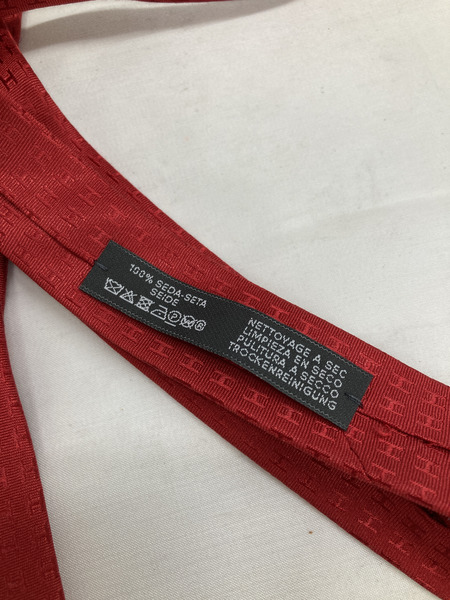 100% SEDA-SETA
SEIDE
NETTOYAGE A SEC
LIMPIEZA EN SECO
PULITURA A SECCO
TROCKENREINIGUNG